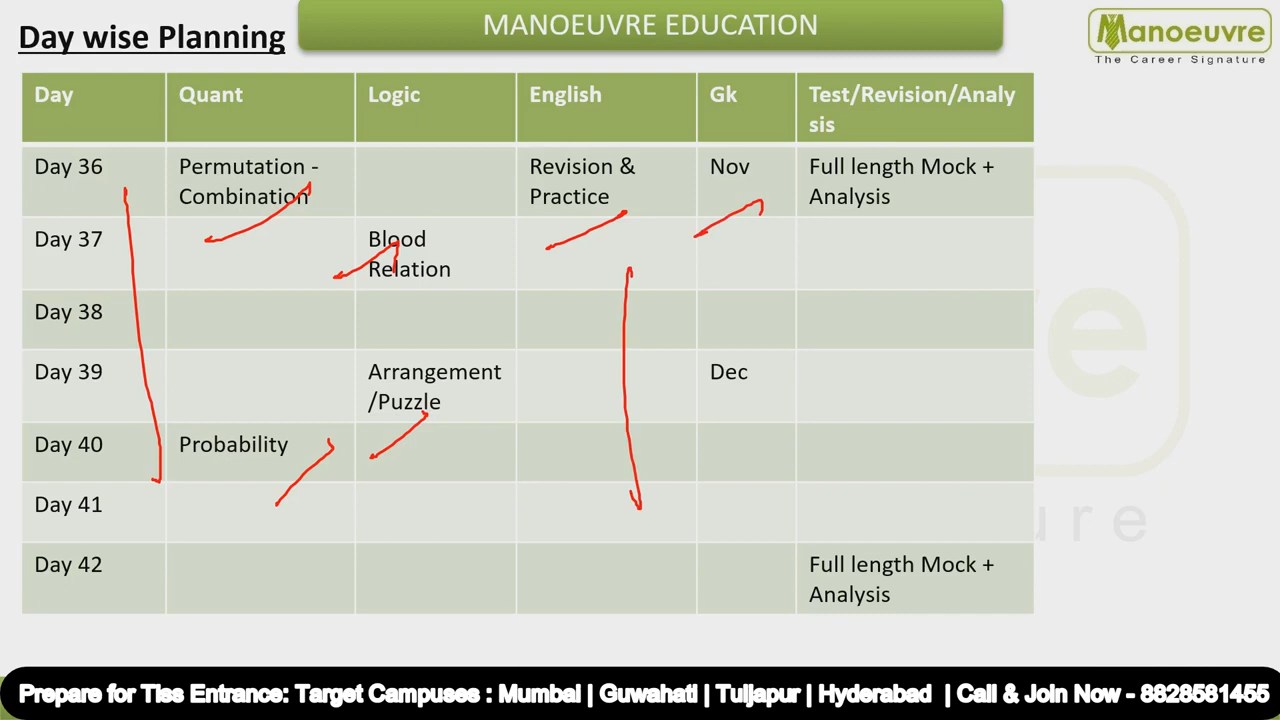 Day wise Planning
MANOEUVRE EDUCATION
Manoeuvre
The Career Signature
Day Quant Logic English Gk Test/Revision/Analy
sis
Day 36 Permutation - Revision & Nov Full length Mock +
Combination Practice Analysis
Day 37 Blood
Relation
Day 38
Day 39 Arrangement Dec
/Puzzle
Day 40 Probability
Day 41
Day 42 Full length Mock +
Analysis
Prepare for Tiss Entrance: Target Campuses : Mumbai | Guwahati | Tuljapur | Hyderabad | Call & Join Now - 8828581455